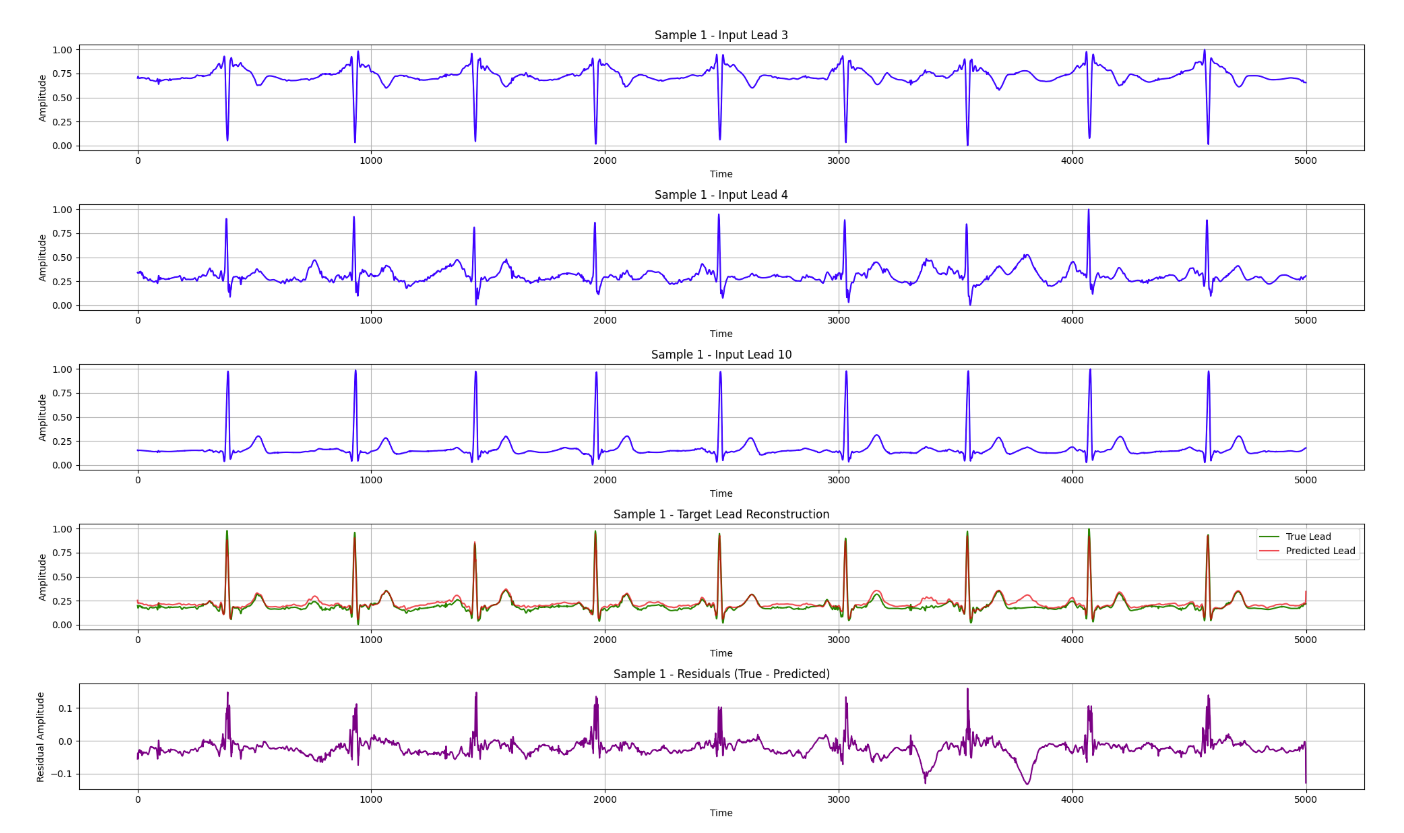 Sample 1 - Input Lead 3
Amplitude
1.00
0.75
0.50
0.25
0.00
0 1000 2000 3000 4000 5000
Time
Sample 1 - Input Lead 4
Amplitude
1.00
0.75
0.50
0.25
0.00
0 1000 2000 3000 4000 5000
Time
Sample 1 - Input Lead 10
Amplitude
1.00
0.75
0.50
0.25
0.00
0 1000 2000 3000 4000 5000
Time
Sample 1 - Target Lead Reconstruction
Amplitude
1.00
0.75
0.50
0.25
0.00
True Lead
Predicted Lead
0 1000 2000 3000 4000 5000
Time
Sample 1 - Residuals (True - Predicted)
Residual Amplitude
0.1
0.0
−0.1
0 1000 2000 3000 4000 5000
Time